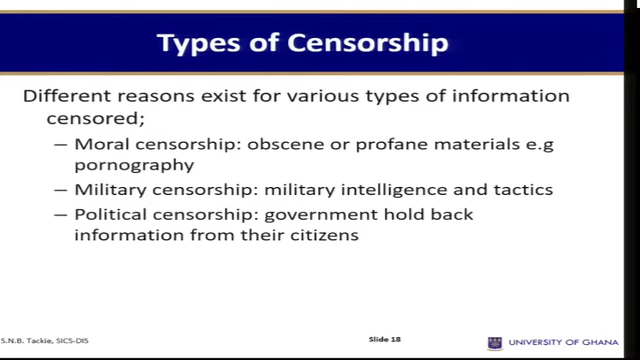 Types of Censorship
Different reasons exist for various types of information
censored;
– Moral censorship: obscene or profane materials e.g
pornography
– Military censorship: military intelligence and tactics
– Political censorship: government hold back
information from their citizens
S.N.B. Tackie, SICS-DIS
Slide 18
UNIVERSITY OF GHANA